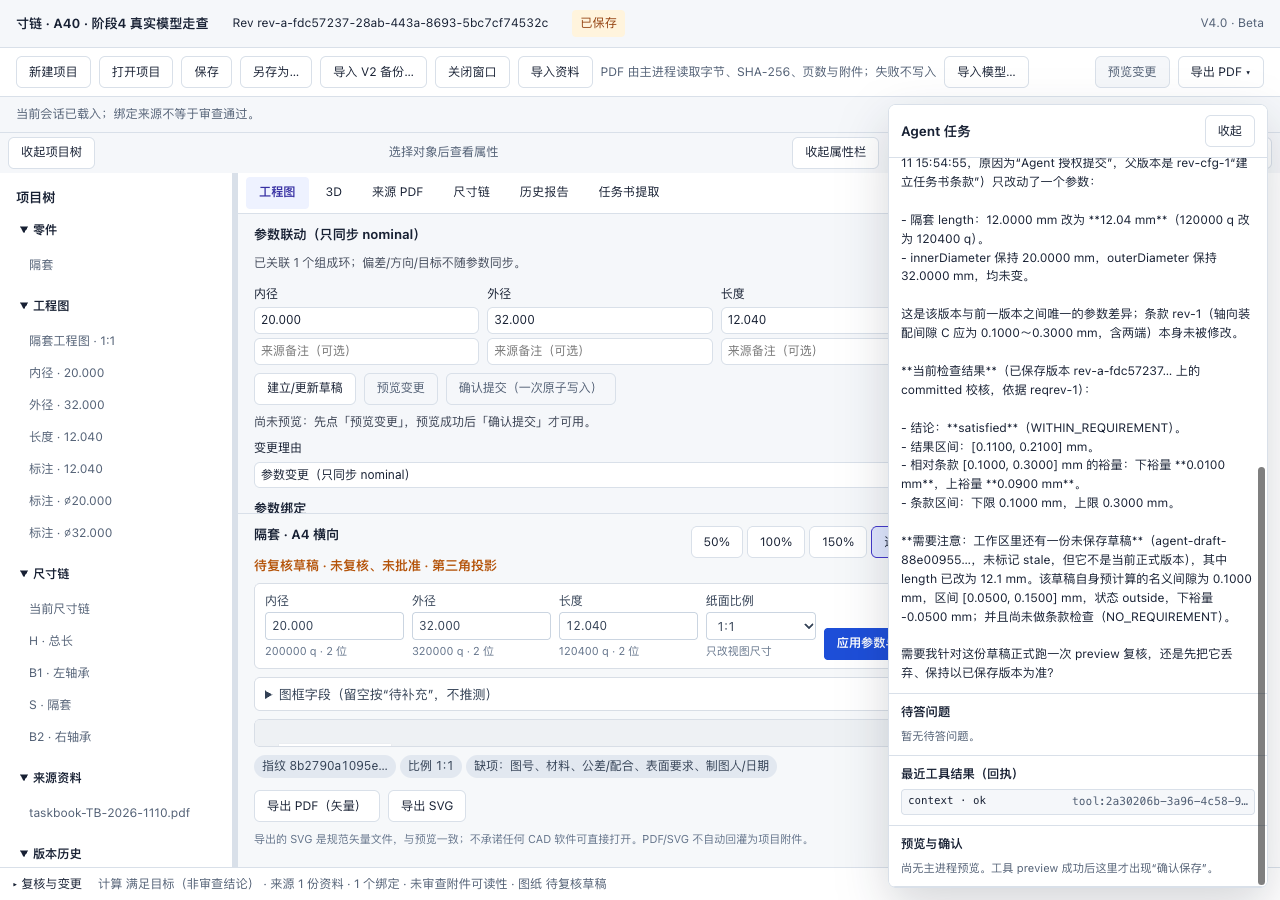 寸链 · A40 · 阶段4 真实模型走查
Rev rev-a-fdc57237-28ab-443a-8693-5bc7cf74532c
已保存
V4.0 · Beta
新建项目
打开项目
保存
另存为…
导入 V2 备份…
关闭窗口
导入资料
PDF 由主进程读取字节、SHA-256、页数与附件；失败不写入
导入模型…
预览变更
导出 PDF ▾
当前会话已载入；绑定来源不等于审查通过。
收起项目树
选择对象后查看属性
收起属性栏
项目树
▼ 零件
隔套
▼ 工程图
隔套工程图 · 1:1
内径 · 20.000
外径 · 32.000
长度 · 12.040
标注 · 12.040
标注 · ⌀20.000
标注 · ⌀32.000
▼ 尺寸链
当前尺寸链
H · 总长
B1 · 左轴承
S · 隔套
B2 · 右轴承
▼ 来源资料
taskbook-TB-2026-1110.pdf
▼ 版本历史
工程图
3D
来源 PDF
尺寸链
历史报告
任务书提取
参数联动（只同步 nominal）
已关联 1 个组成环；偏差/方向/目标不随参数同步。
内径
外径
长度
20.000
32.000
12.040
来源备注（可选）
来源备注（可选）
来源备注（可选）
建立/更新草稿
预览变更
确认提交（一次原子写入）
尚未预览：先点「预览变更」，预览成功后「确认提交」才可用。
变更理由
参数变更（只同步 nominal）
参数绑定
隔套 · A4 横向
50%
100%
150%
待复核草稿 · 未复核、未批准 · 第三角投影
内径
外径
长度
纸面比例
20.000
32.000
12.040
1:1
应用参数
200000 q · 2 位
320000 q · 2 位
120400 q · 2 位
只改视图尺寸
▶ 图框字段（留空按“待补充”，不推测）
指纹 8b2790a1095e…
比例 1:1
缺项：图号、材料、公差/配合、表面要求、制图人/日期
导出 PDF（矢量）
导出 SVG
导出的 SVG 是规范矢量文件，与预览一致；不承诺任何 CAD 软件可直接打开。PDF/SVG 不自动回灌为项目附件。
Agent 任务
收起
11 15:54:55，原因为“Agent 授权提交”，父版本是 rev-cfg-1“建
立任务书条款”）只改动了一个参数：
- 隔套 length：12.0000 mm 改为 **12.04 mm**（120000 q 改
为 120400 q）。
- innerDiameter 保持 20.0000 mm，outerDiameter 保持
32.0000 mm，均未变。
这是该版本与前一版本之间唯一的参数差异；条款 rev-1（轴向装
配间隙 C 应为 0.1000～0.3000 mm，含两端）本身未被修改。
**当前检查结果**（已保存版本 rev-a-fdc57237… 上的
committed 校核，依据 reqrev-1）：
- 结论：**satisfied**（WITHIN_REQUIREMENT）。
- 结果区间：[0.1100, 0.2100] mm。
- 相对条款 [0.1000, 0.3000] mm 的裕量：下裕量 **0.0100
mm**，上裕量 **0.0900 mm**。
- 条款区间：下限 0.1000 mm，上限 0.3000 mm。
**需要注意：工作区里还有一份未保存草稿**（agent-draft-
88e00955…，未标记 stale，但它不是当前正式版本），其中
length 已改为 12.1 mm。该草稿自身预计算的名义间隙为 0.1000
mm，区间 [0.0500, 0.1500] mm，状态 outside，下裕量
-0.0500 mm；并且尚未做条款检查（NO_REQUIREMENT）。
需要我针对这份草稿正式跑一次 preview 复核，还是先把它丢
弃、保持以已保存版本为准?
待答问题
暂无待答问题。
最近工具结果（回执）
context · ok
tool:2a30206b-3a96-4c58-9…
预览与确认
尚无主进程预览。工具 preview 成功后这里才出现“确认保存”。
▸ 复核与变更
计算 满足目标（非审查结论） · 来源 1 份资料 · 1 个绑定 · 未审查附件可读性 · 图纸 待复核草稿